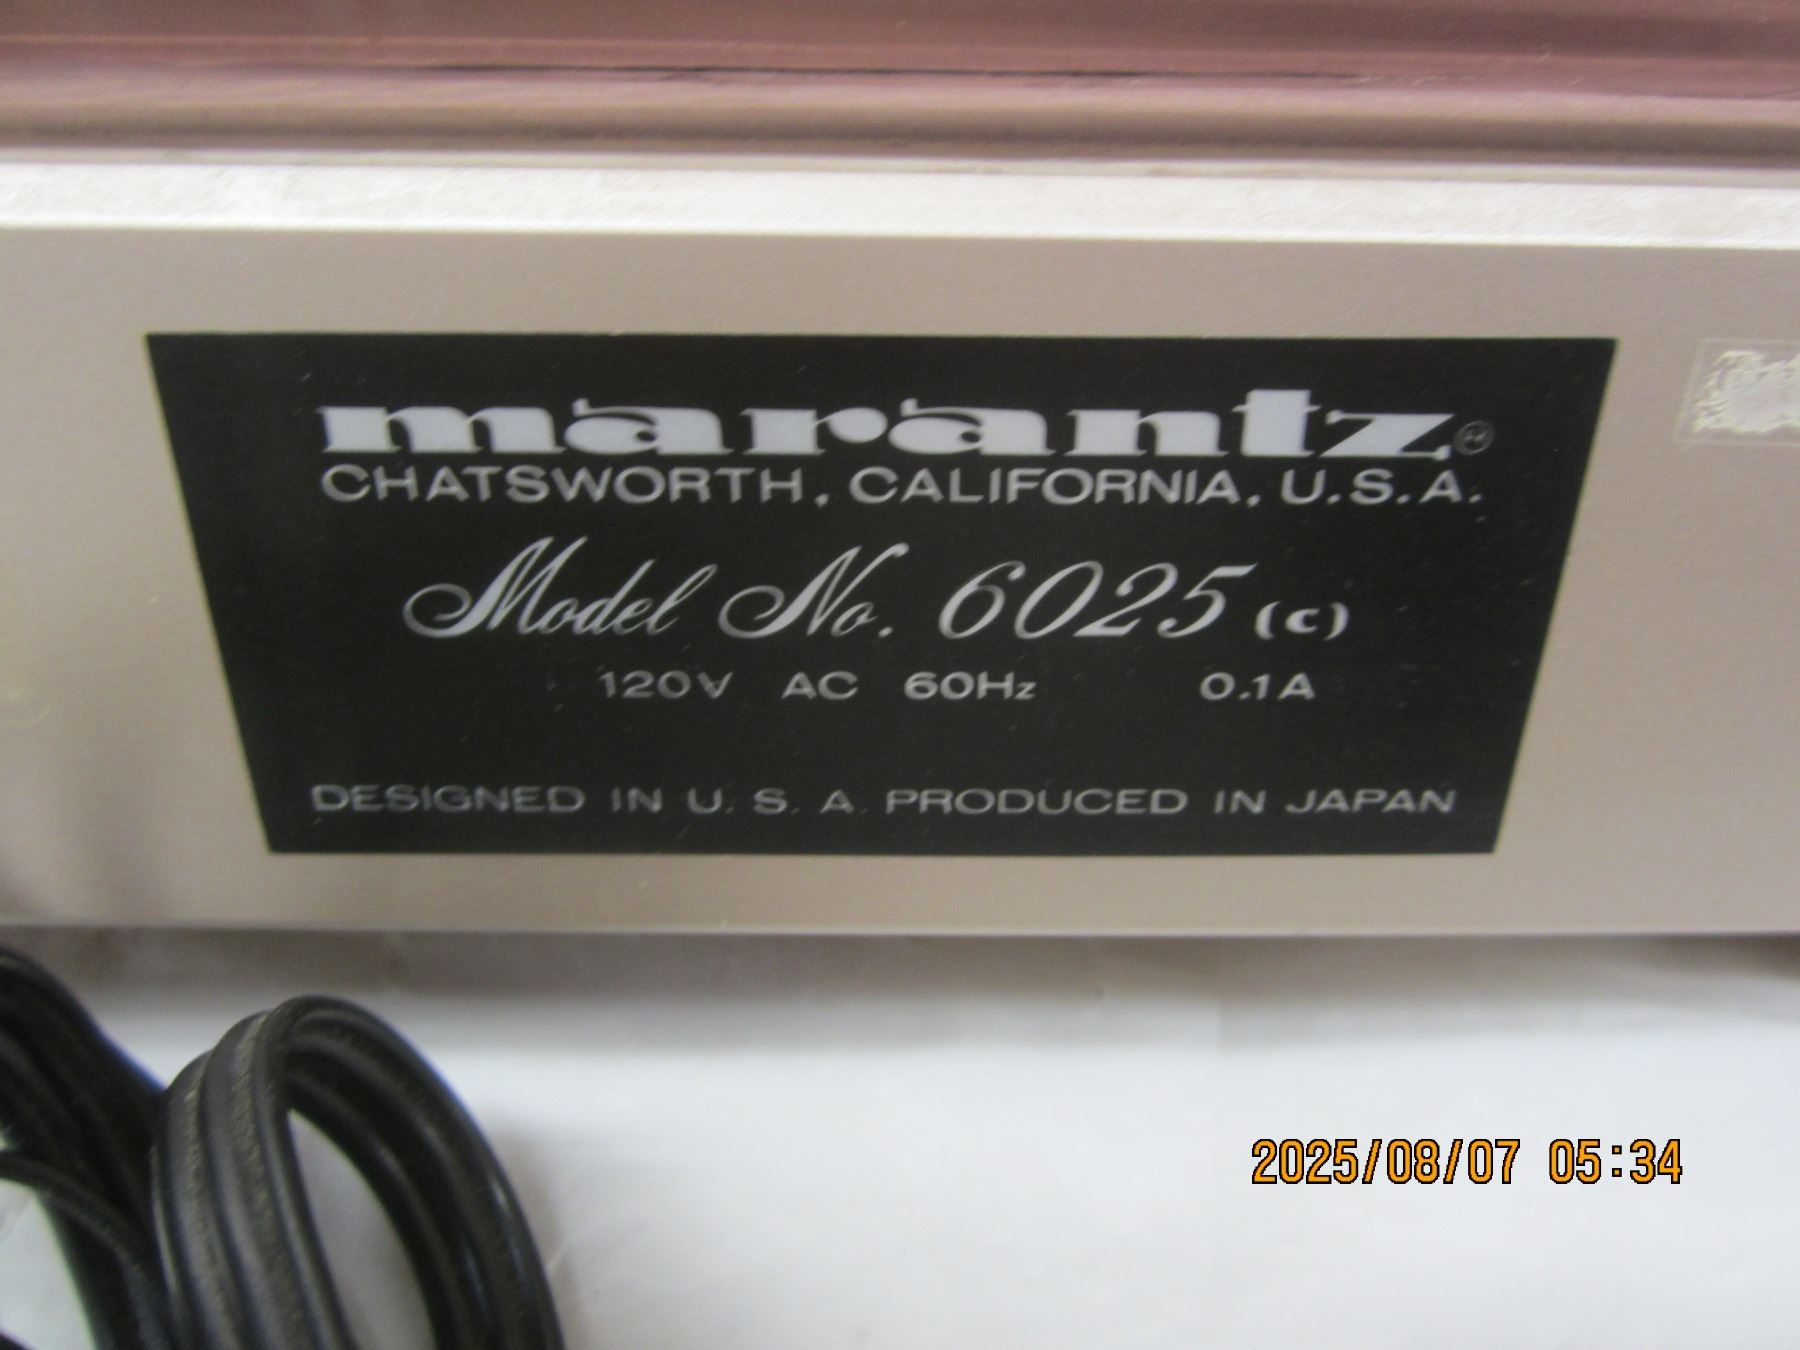 marantz®
CHATSWORTH, CALIFORNIA, U.S.A.
Model No. 6025 (c)
120V AC 60Hz 0.1A
DESIGNED IN U.S.A. PRODUCED IN JAPAN
2025/08/07 05:34